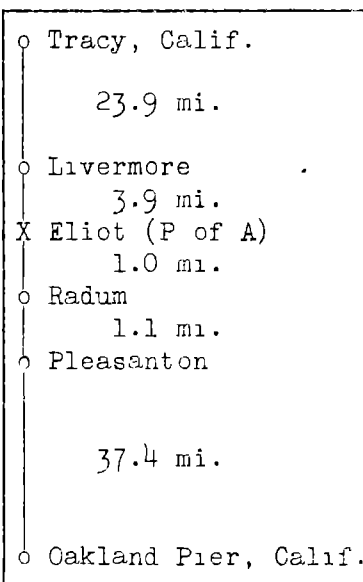 o Tracy, Calif.
23.9 mi.
o Livermore
3.9 mi.
X Eliot (P of A)
1.0 mi.
o Radum
1.1 mi.
o Pleasanton
37.4 mi.
o Oakland Pier, Calif.